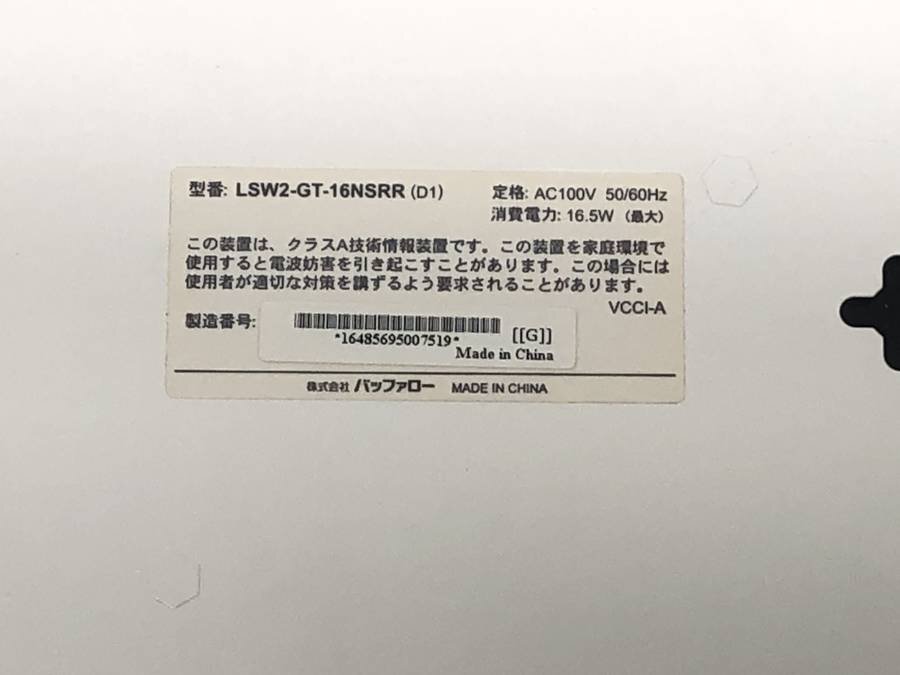 型番: LSW2-GT-16NSRR (D1)
定格: AC100V 50/60Hz
消費電力: 16.5W (最大)
この装置は、クラスA技術情報装置です。この装置を家庭環境で
使用すると電波妨害を引き起こすことがあります。この場合には
使用者が適切な対策を講ずるよう要求されることがあります。
VCCI-A
製造番号:
*16485695007519*
[[G]]
Made in China
株式会社 バッファロー MADE IN CHINA